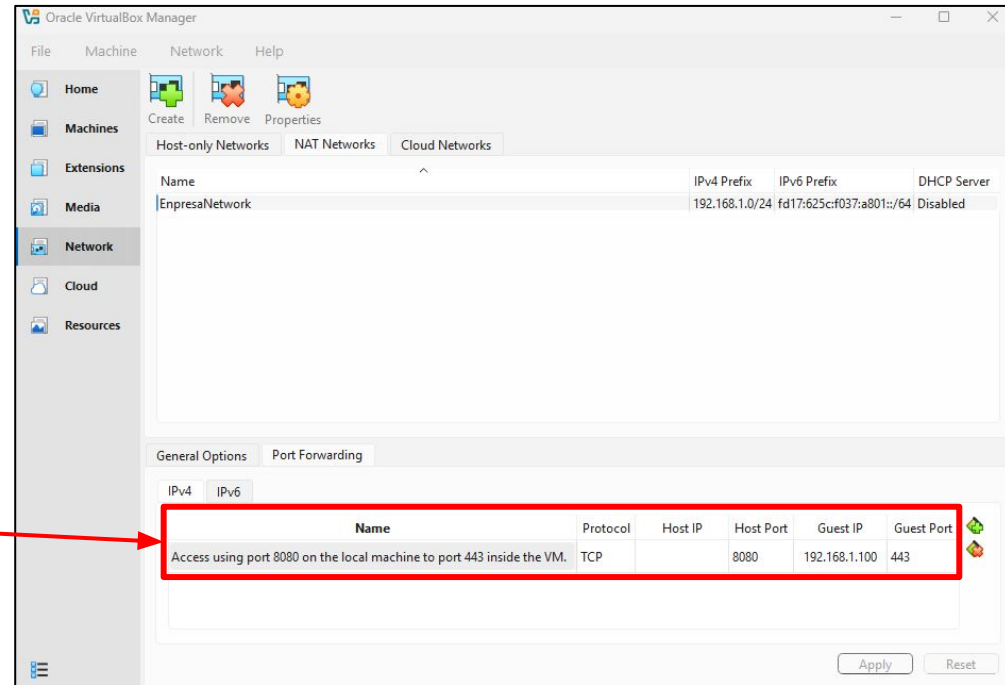 Oracle VirtualBox Manager
File Machine Network Help
Home
Machines
Extensions
Media
Network
Cloud
Resources
Create Remove Properties
Host-only Networks NAT Networks Cloud Networks
Name IPv4 Prefix IPv6 Prefix DHCP Server
EnpresaNetwork 192.168.1.0/24 fd17:625c:f037:a801::/64 Disabled
General Options Port Forwarding
IPv4 IPv6
Name Protocol Host IP Host Port Guest IP Guest Port
Access using port 8080 on the local machine to port 443 inside the VM. TCP 8080 192.168.1.100 443
Apply Reset